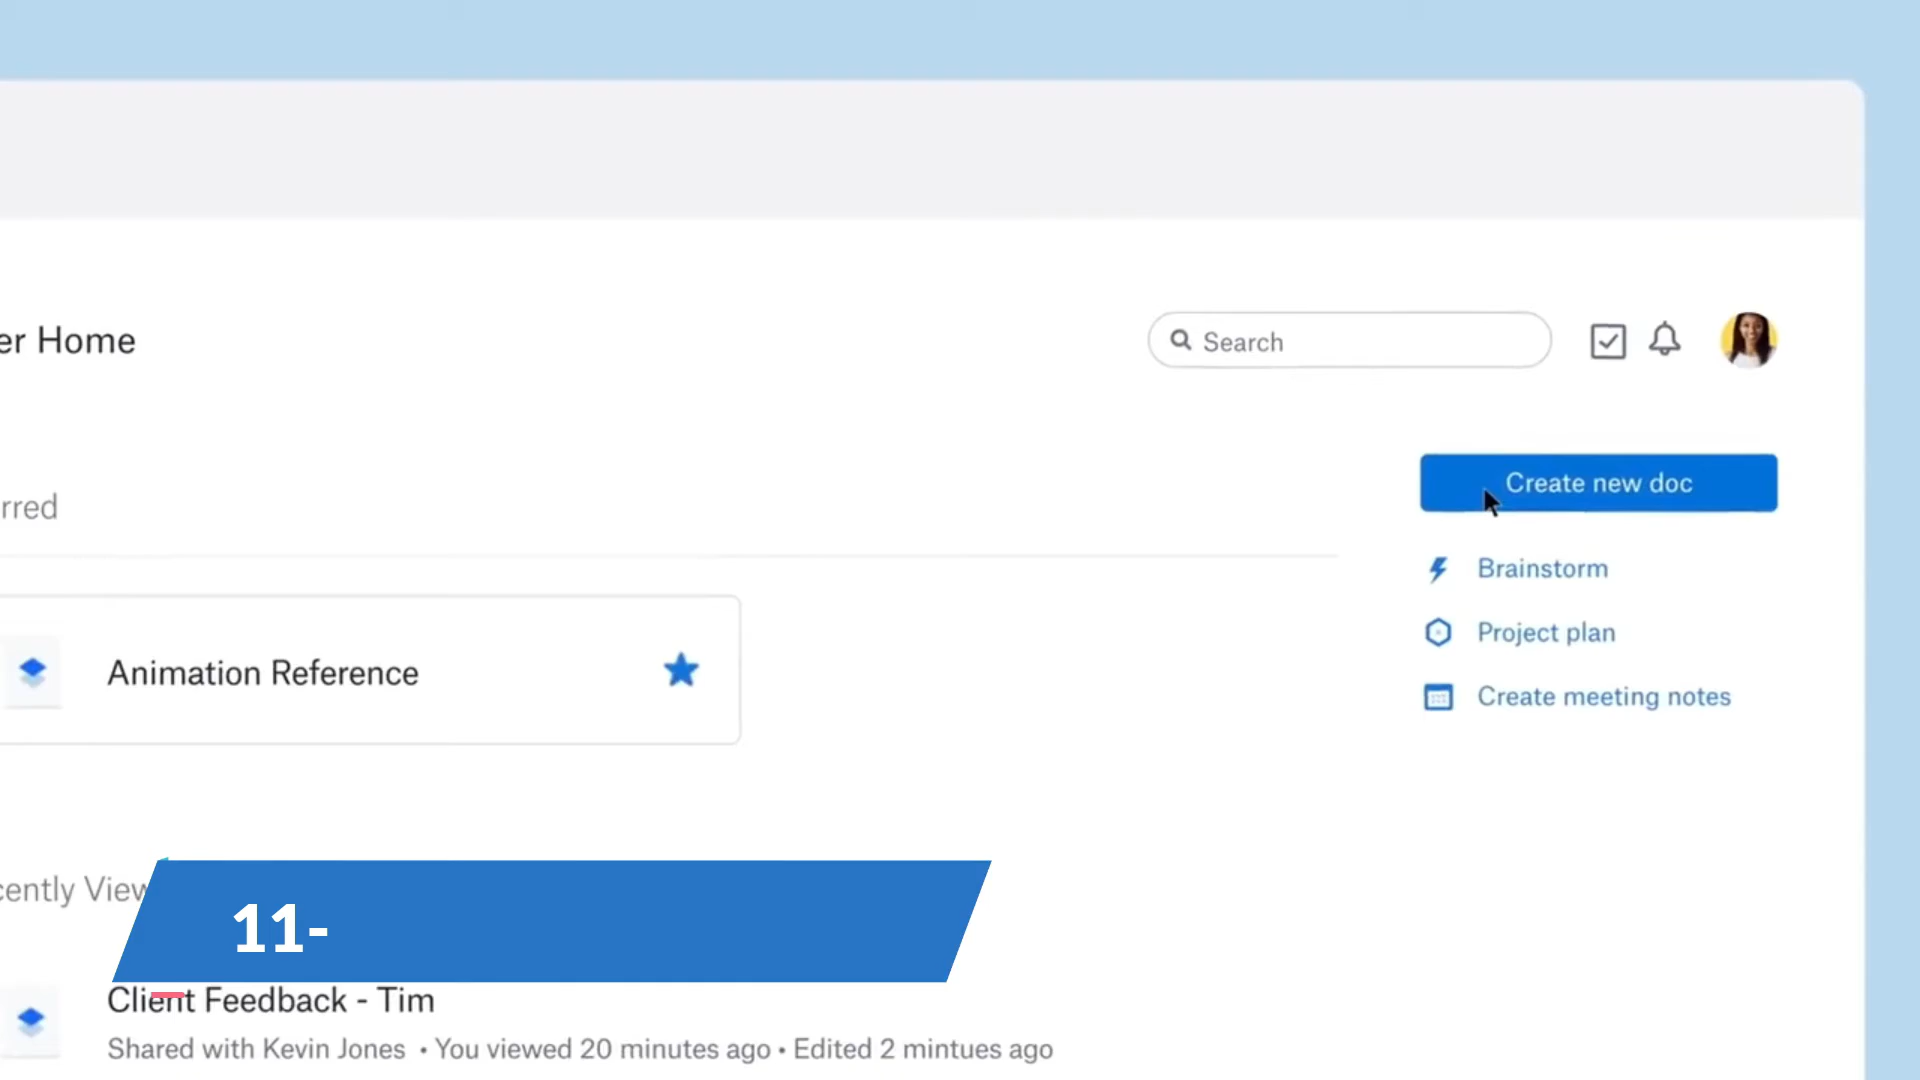 er Home
Search
rred
Create new doc
Brainstorm
Animation Reference
Project plan
Create meeting notes
cently View
11-
Client Feedback - Tim
Shared with Kevin Jones • You viewed 20 minutes ago • Edited 2 mintues ago